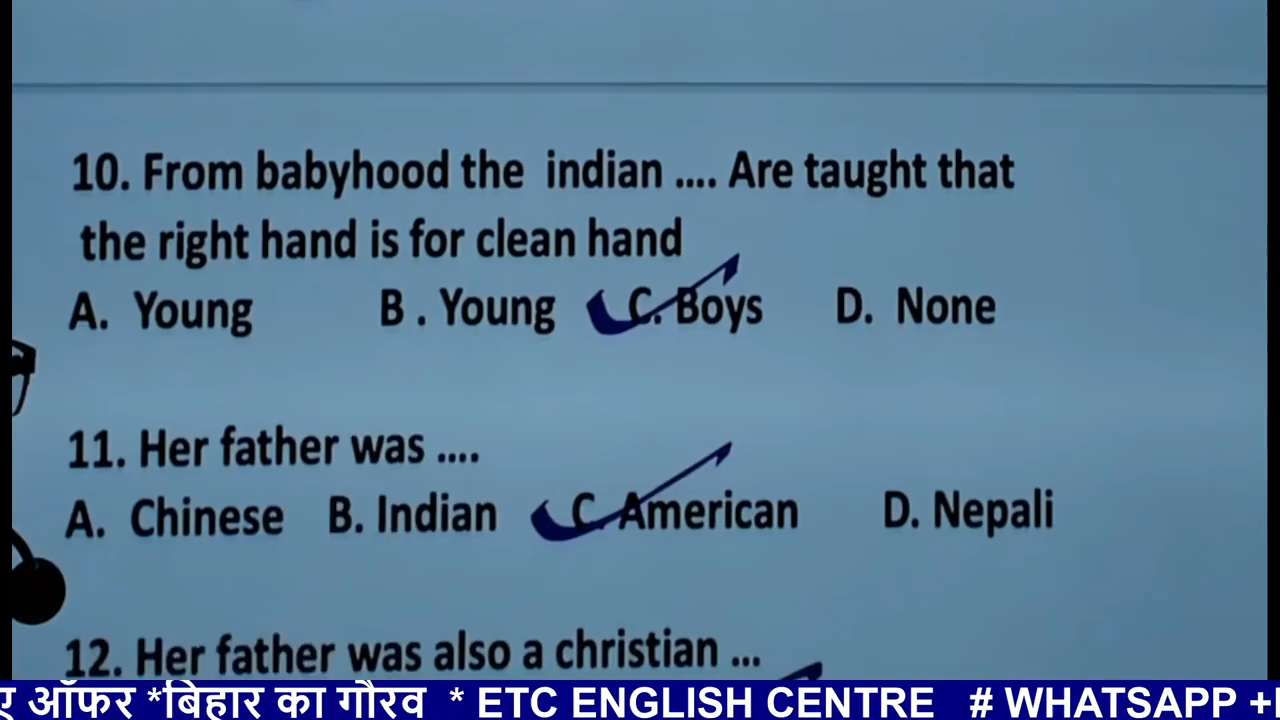 10. From babyhood the indian .... Are taught that
the right hand is for clean hand
A. Young B . Young C. Boys D. None
11. Her father was ....
A. Chinese B. Indian C. American D. Nepali
12. Her father was also a christian ...
ऑफर *बिहार का गौरव * ETC ENGLISH CENTRE # WHATSAPP +